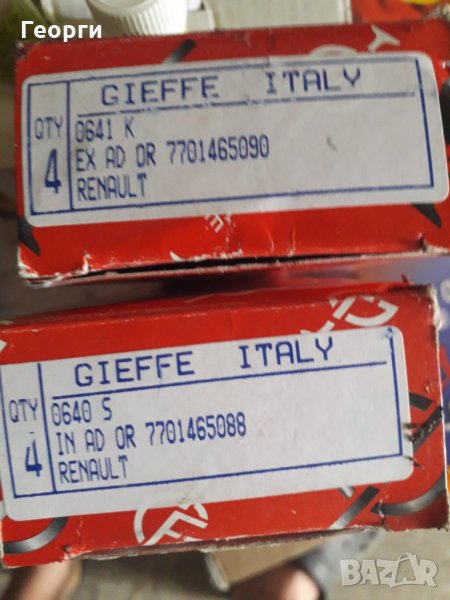 Георги
GIEFFE ITALY
QTY
4
0641 K
EX AD OR 7701465090
RENAULT
GIEFFE ITALY
QTY
4
0640 S
IN AD OR 7701465088
RENAULT
BAZAR